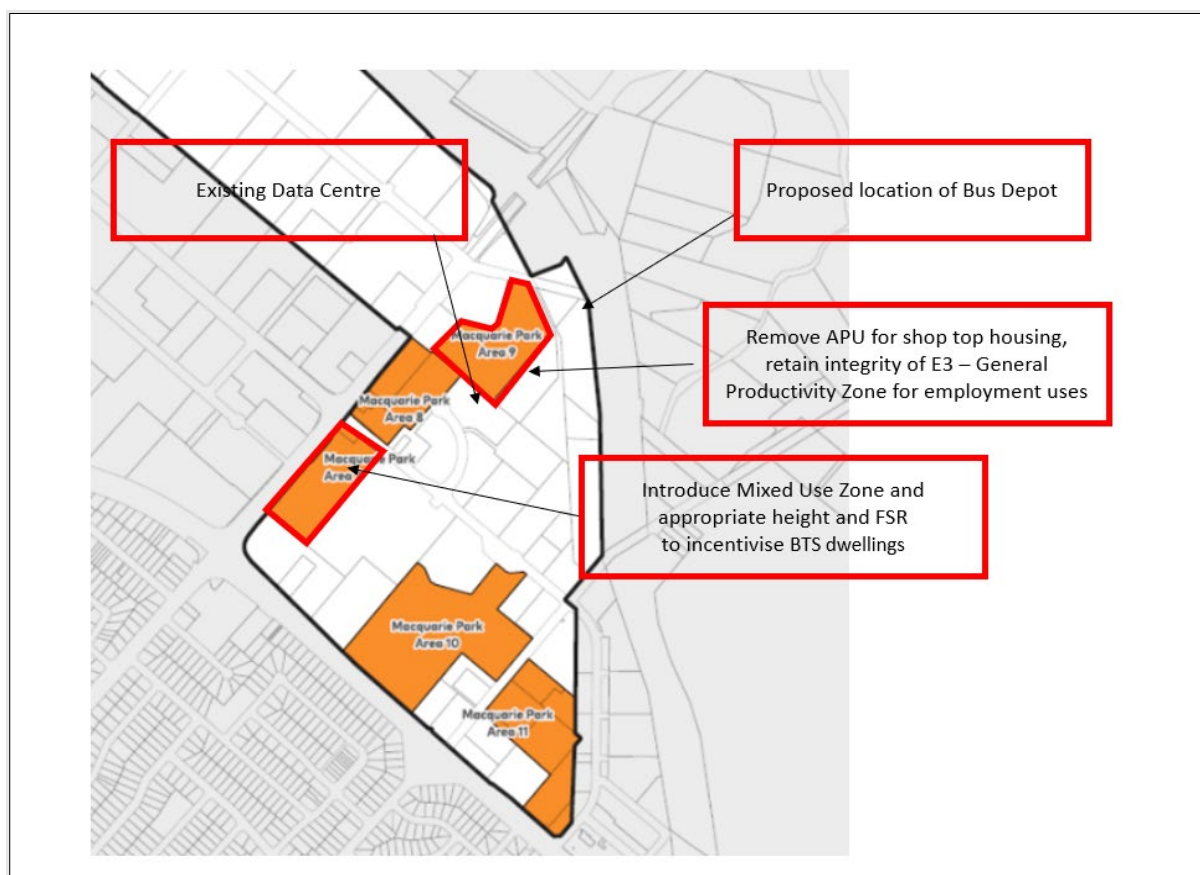 Existing Data Centre
Proposed location of Bus Depot
Macquarie Park
Area 9
Remove APU for shop top housing,
retain integrity of E3 – General
Productivity Zone for employment uses
Macquarie Park
Area 8
Macquarie Park
Area
Introduce Mixed Use Zone and
appropriate height and FSR
to incentivise BTS dwellings
Macquarie Park
Area 10
Macquarie Park
Area 11